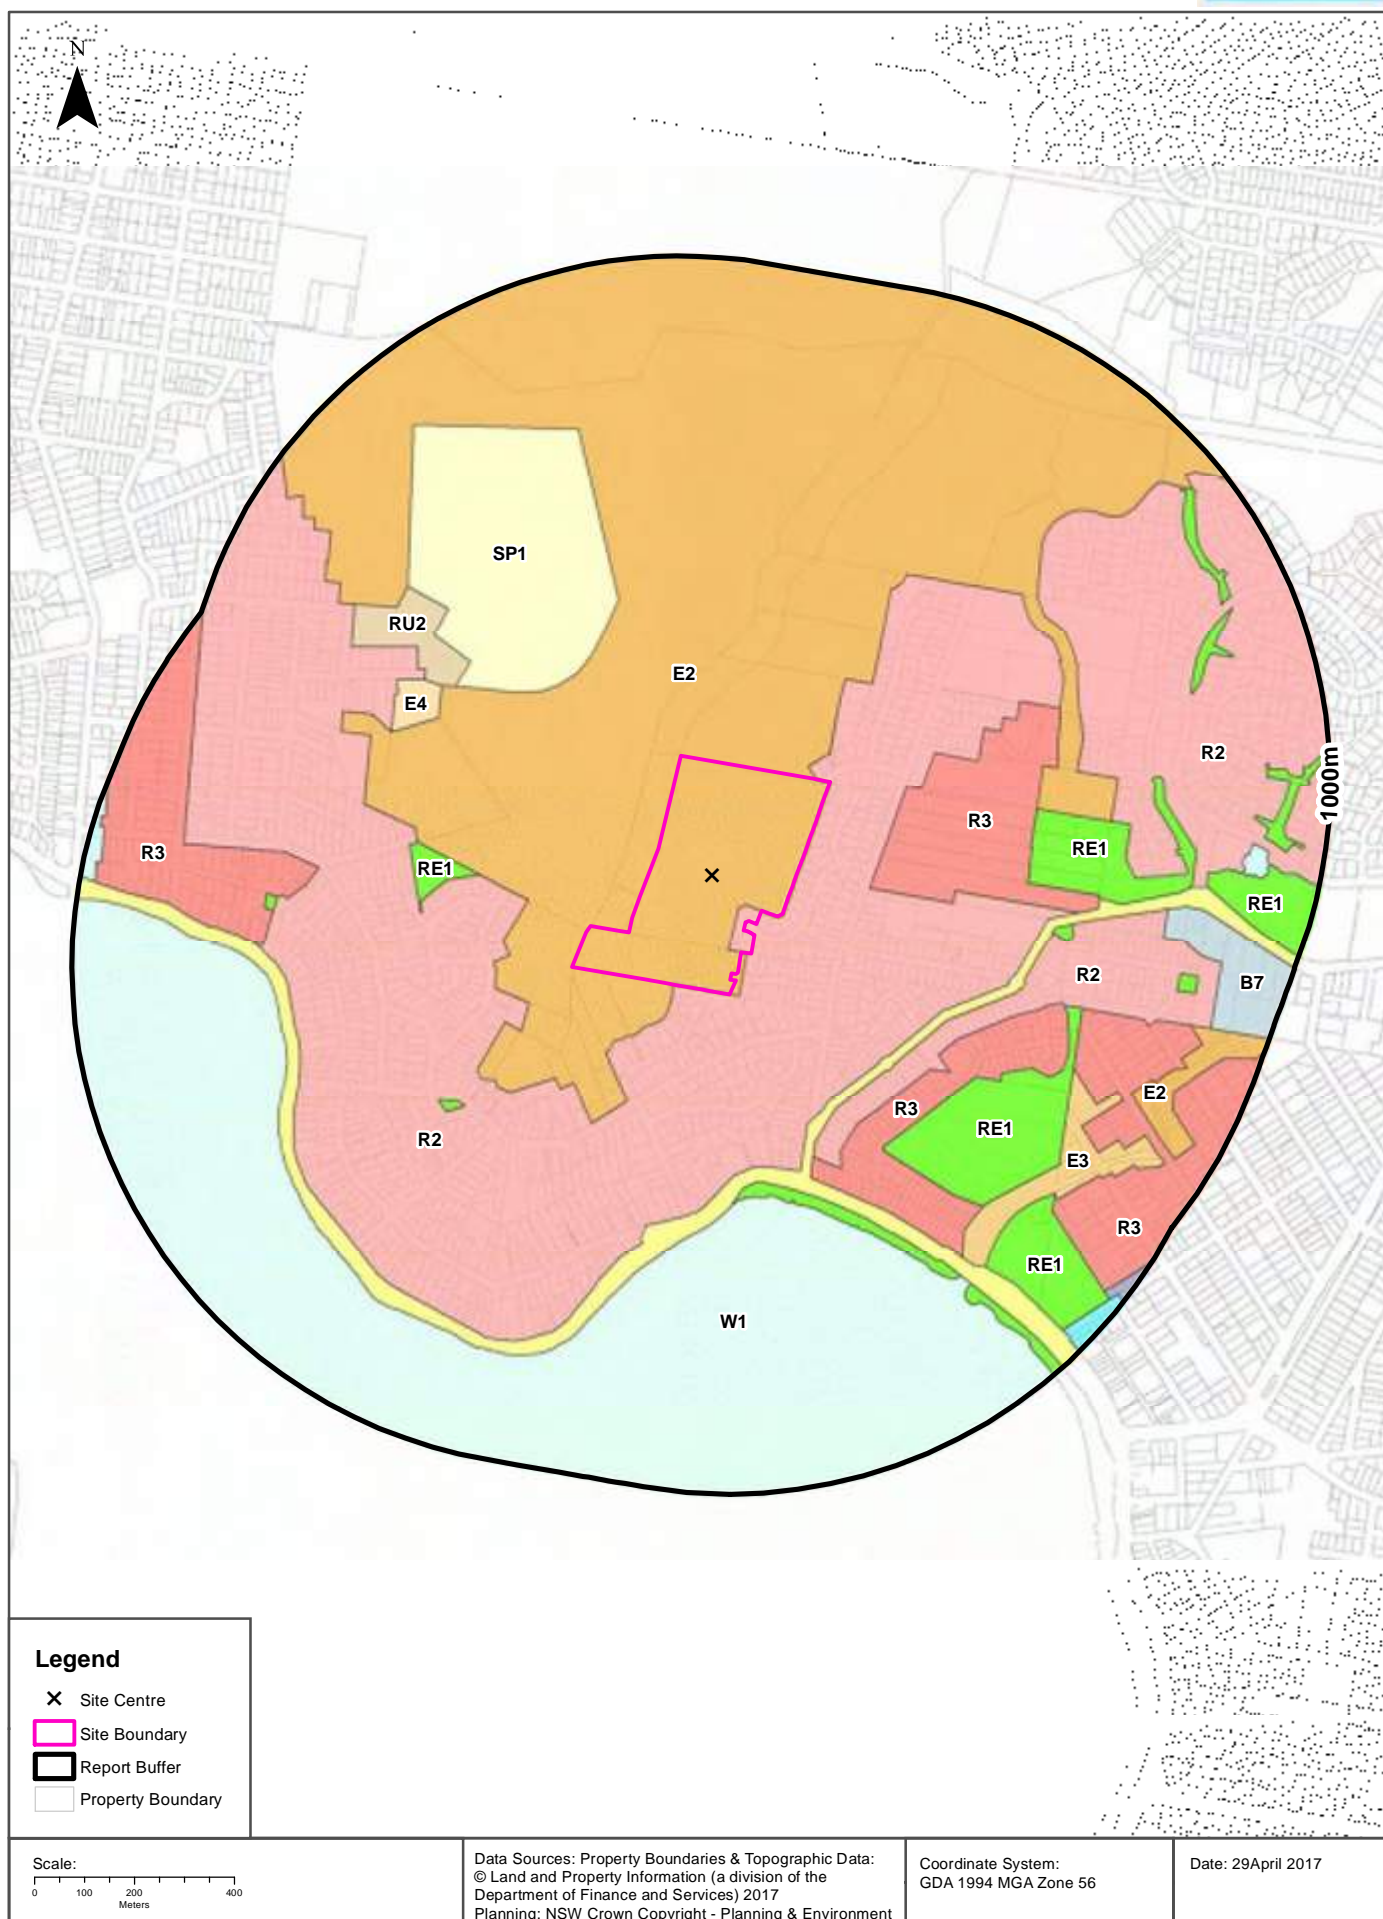 N
SP1
RU2
E2
E4
R2
1000m
R3
R3
RE1
RE1
RE1
R2
B7
E2
R3
RE1
R2
E3
R3
RE1
W1
Legend
Site Centre
Site Boundary
Report Buffer
Property Boundary
Scale:
0 100 200 400
Meters
Data Sources: Property Boundaries & Topographic Data:
© Land and Property Information (a division of the
Department of Finance and Services) 2017
Planning: NSW Crown Copyright - Planning & Environment
Coordinate System:
GDA 1994 MGA Zone 56
Date: 29April 2017